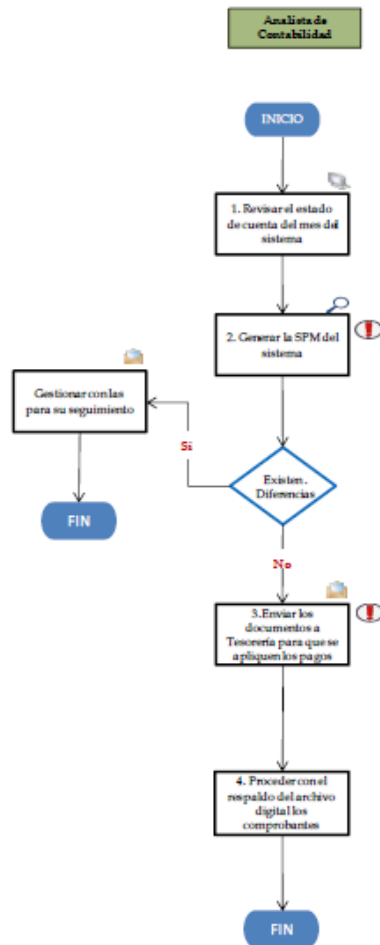 Analista de
Contabilidad
INICIO
1. Revisar el estado
de cuenta del mes del
sistema
2. Generar la SPM del
sistema
Gestionar con las
para su seguimiento
Si
Existen.
Diferencias
FIN
No
3.Enviar los
documentos a
Tesorería para que se
apliquen los pagos
4. Proceder con el
respaldo del archivo
digital los
comprobantes
FIN